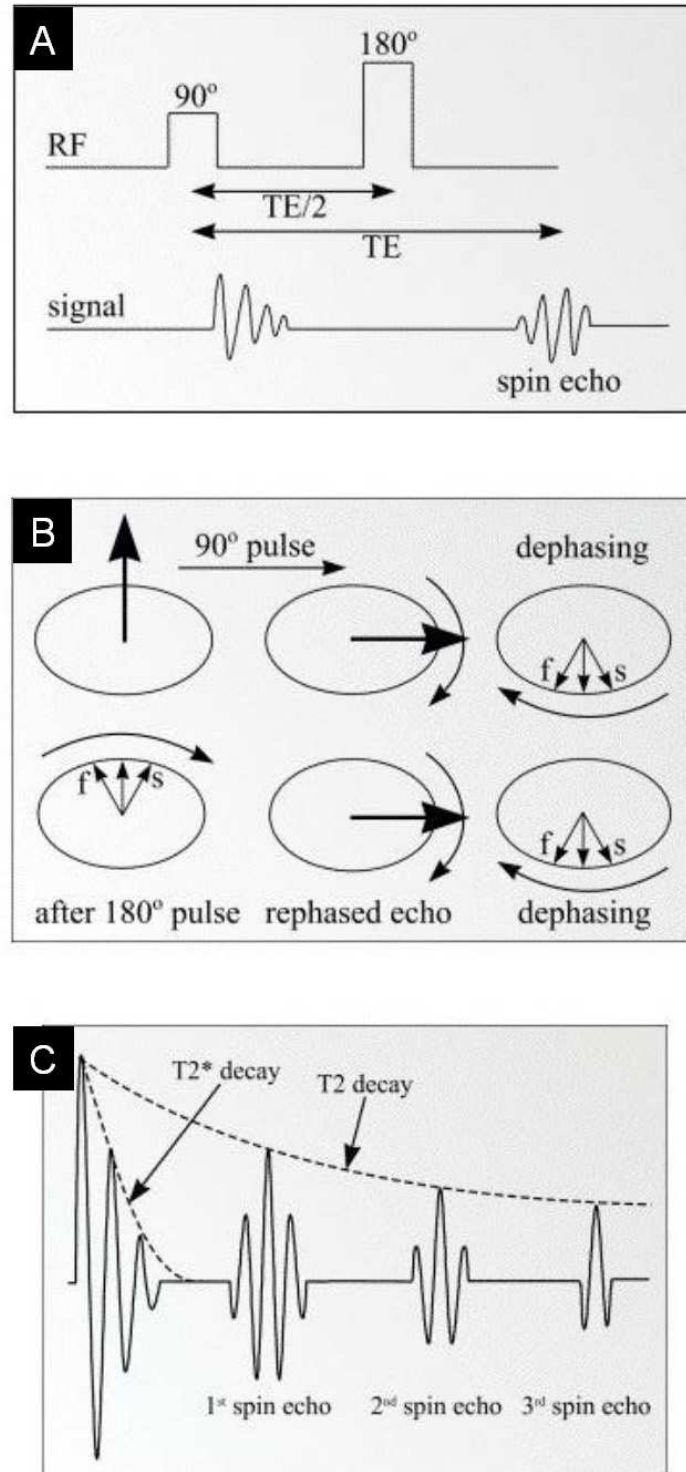 A
90° 180°
RF
TE/2
TE
signal
spin echo
B
90° pulse dephasing
f s
f s f s
after 180° pulse rephased echo dephasing
C
T2* decay T2 decay
1st spin echo 2nd spin echo 3rd spin echo